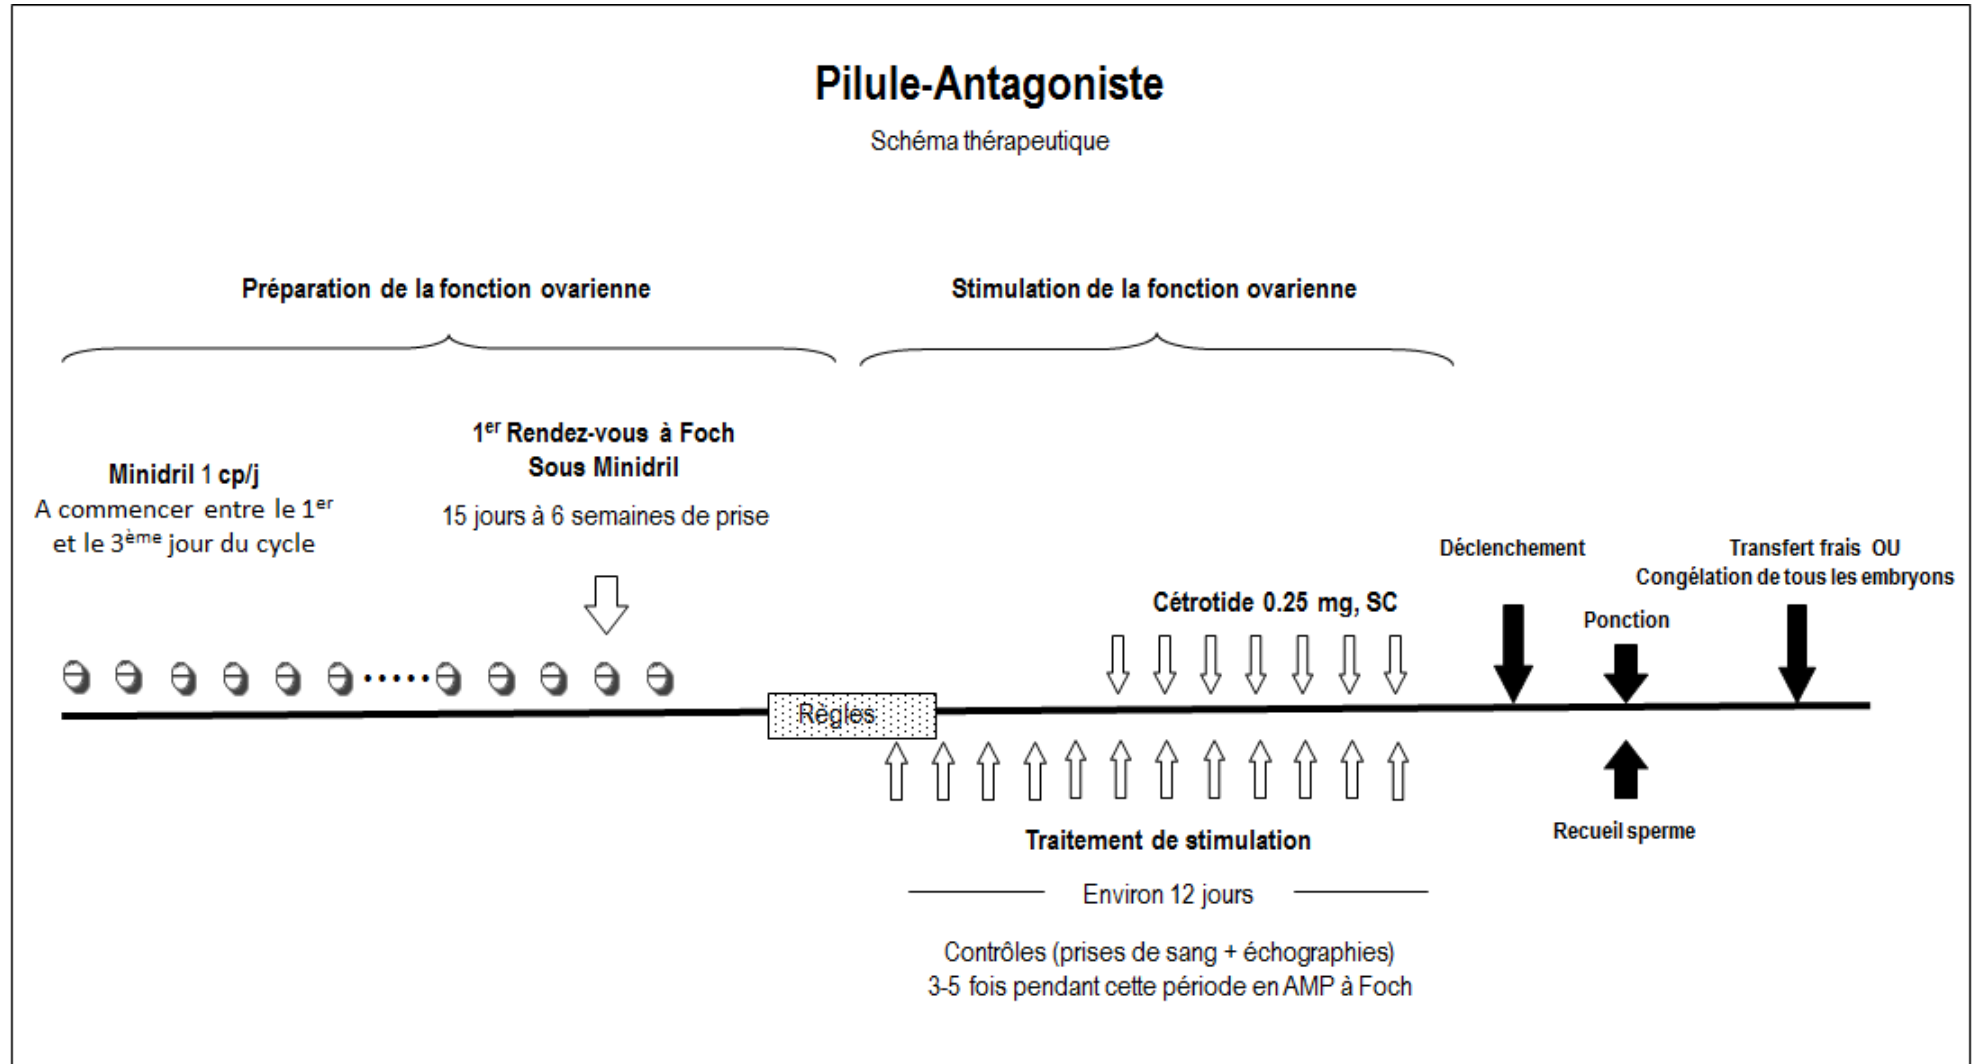 Pilule-Antagoniste
Schéma thérapeutique
Préparation de la fonction ovarienne
Stimulation de la fonction ovarienne
Minidril 1 cp/j
A commencer entre le 1er
et le 3ème jour du cycle
1er Rendez-vous à Foch
Sous Minidril
15 jours à 6 semaines de prise
Cétrotide 0.25 mg, SC
Déclenchement
Ponction
Transfert frais OU
Congélation de tous les embryons
Règles
Traitement de stimulation
Environ 12 jours
Contrôles (prises de sang + échographies)
3-5 fois pendant cette période en AMP à Foch
Recueil sperme